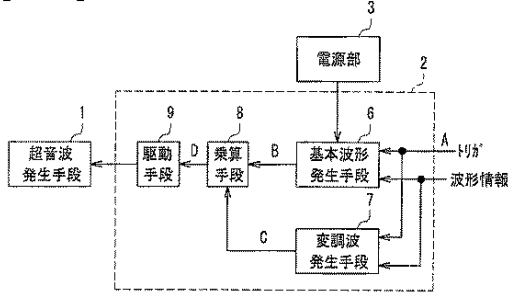 3
電源部
2
1
超音波
発生手段
9
駆動
手段
D
8
乗算
手段
B
6
基本波形
発生手段
A
トリガ
波形情報
C
7
変調波
発生手段